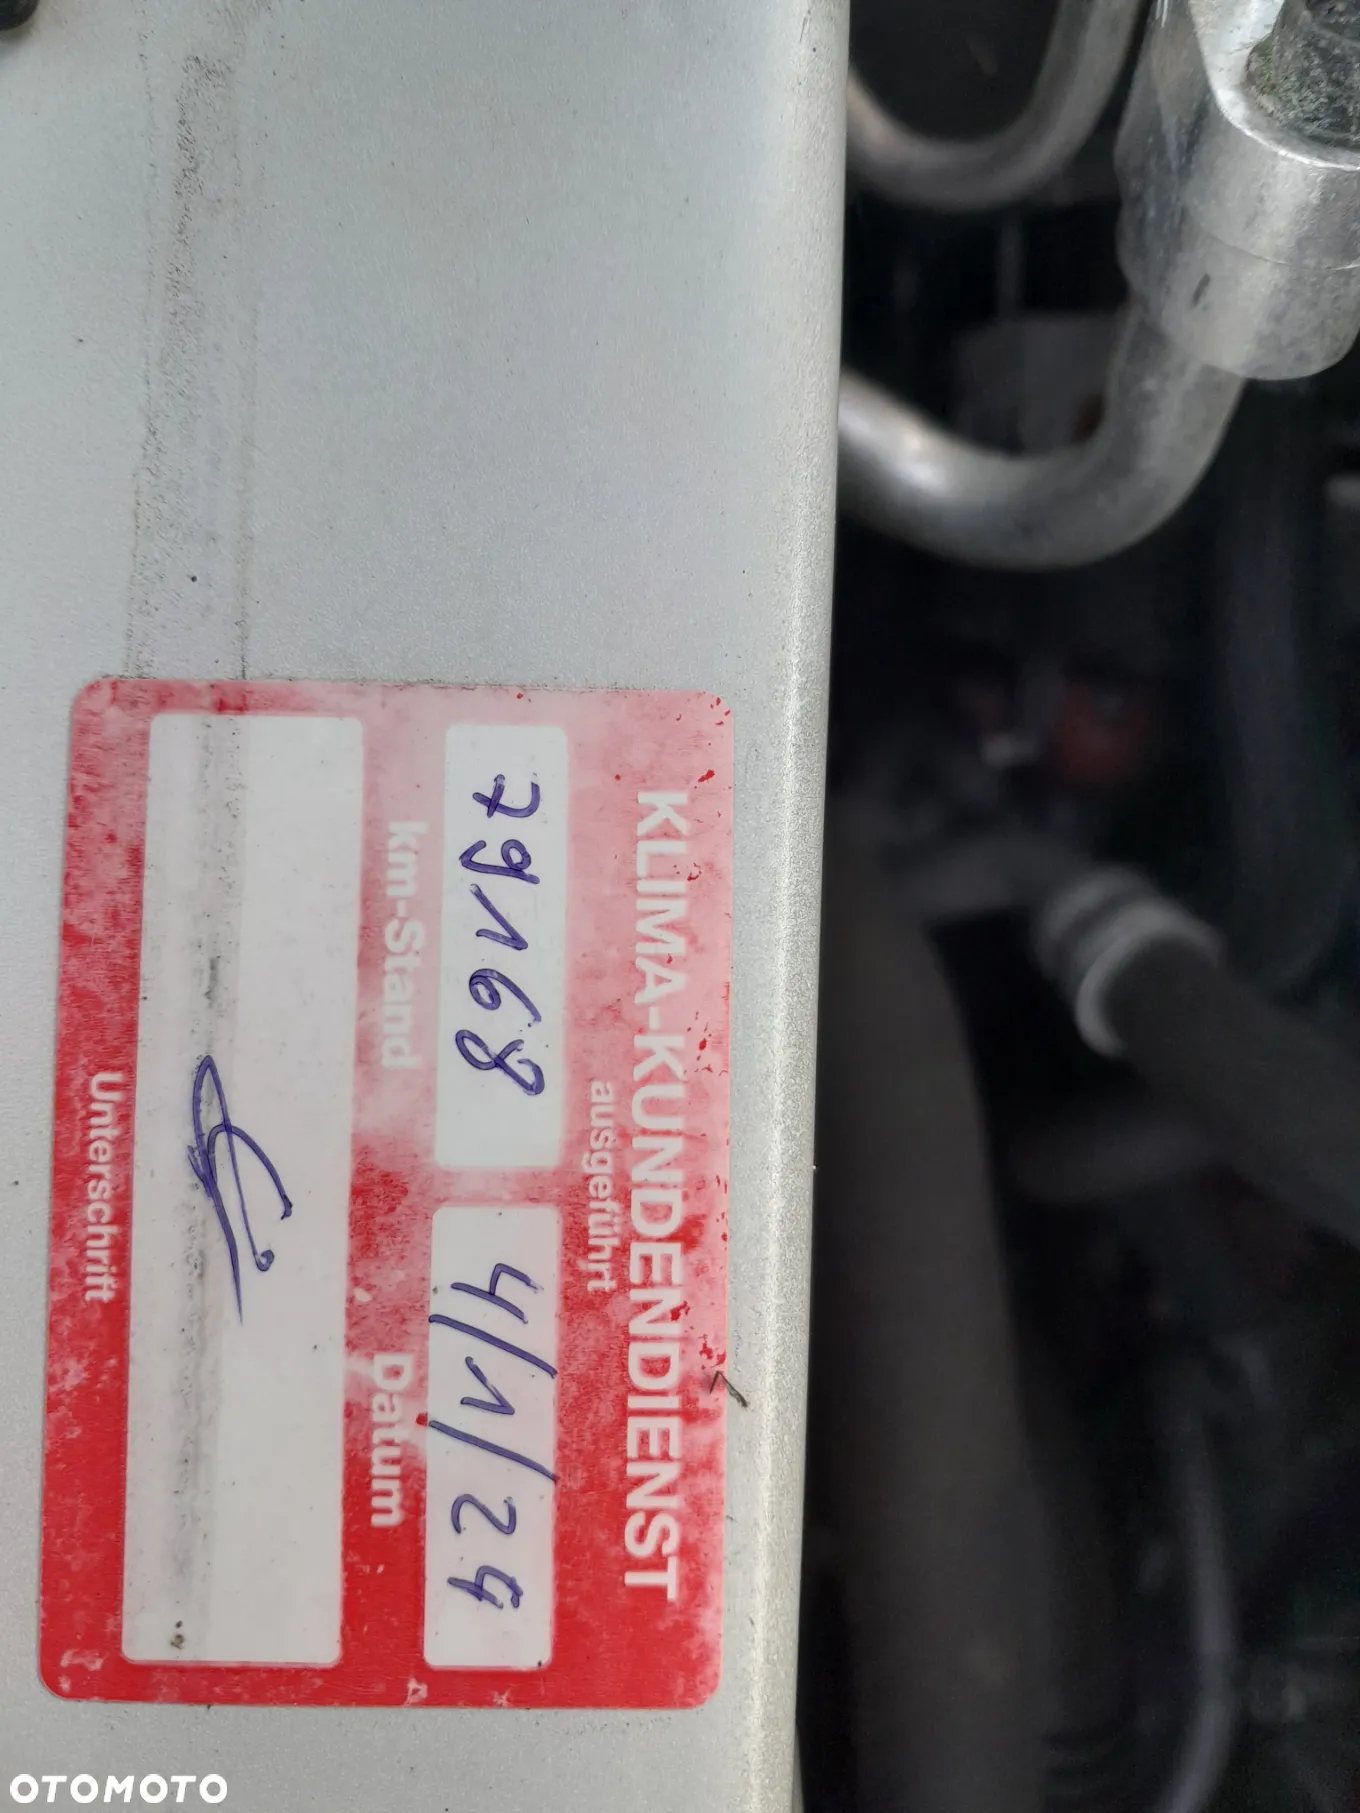 KLIMA-KUNDENDIENST
ausgeführt
79168
4/1/24
km-Stand
Datum
Unterschrift
OTOMOTO